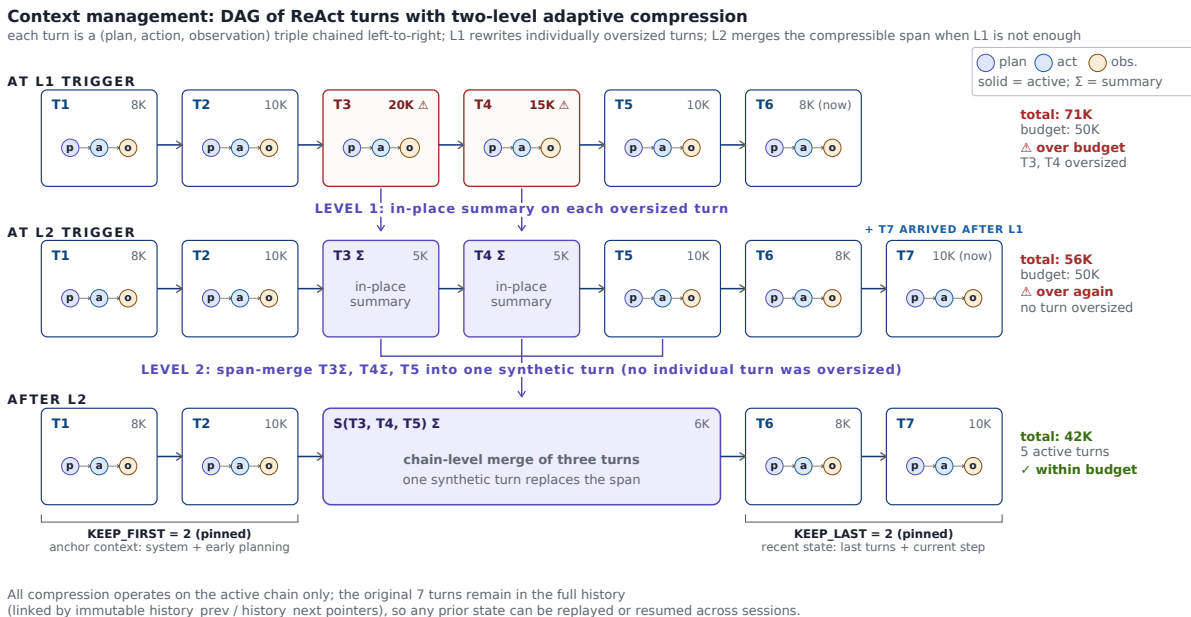 Context management: DAG of ReAct turns with two-level adaptive compression
each turn is a (plan, action, observation) triple chained left-to-right; L1 rewrites individually oversized turns; L2 merges the compressible span when L1 is not enough
plan act obs.
solid = active; Σ = summary
AT L1 TRIGGER
T1 8K
p a o
T2 10K
p a o
T3 20K ⚠
p a o
T4 15K ⚠
p a o
T5 10K
p a o
T6 8K (now)
p a o
total: 71K
budget: 50K
⚠ over budget
T3, T4 oversized
LEVEL 1: in-place summary on each oversized turn
AT L2 TRIGGER
+ T7 ARRIVED AFTER L1
T1 8K
p a o
T2 10K
p a o
T3 Σ 5K
in-place
summary
T4 Σ 5K
in-place
summary
T5 10K
p a o
T6 8K
p a o
T7 10K (now)
p a o
total: 56K
budget: 50K
⚠ over again
no turn oversized
LEVEL 2: span-merge T3Σ, T4Σ, T5 into one synthetic turn (no individual turn was oversized)
AFTER L2
T1 8K
p a o
T2 10K
p a o
S(T3, T4, T5) Σ 6K
chain-level merge of three turns
one synthetic turn replaces the span
T6 8K
p a o
T7 10K
p a o
total: 42K
5 active turns
✓ within budget
KEEP_FIRST = 2 (pinned)
anchor context: system + early planning
KEEP_LAST = 2 (pinned)
recent state: last turns + current step
All compression operates on the active chain only; the original 7 turns remain in the full history
(linked by immutable history_prev / history_next pointers), so any prior state can be replayed or resumed across sessions.